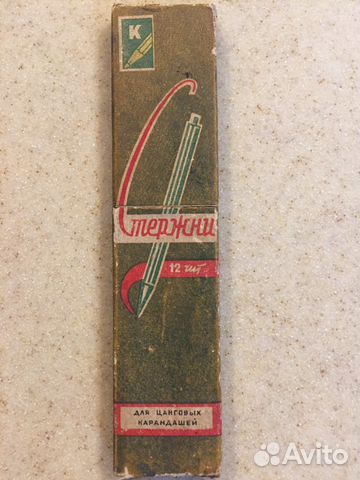 К
Стержни
12 шт.
ДЛЯ ЦАНГОВЫХ
КАРАНДАШЕЙ
Avito